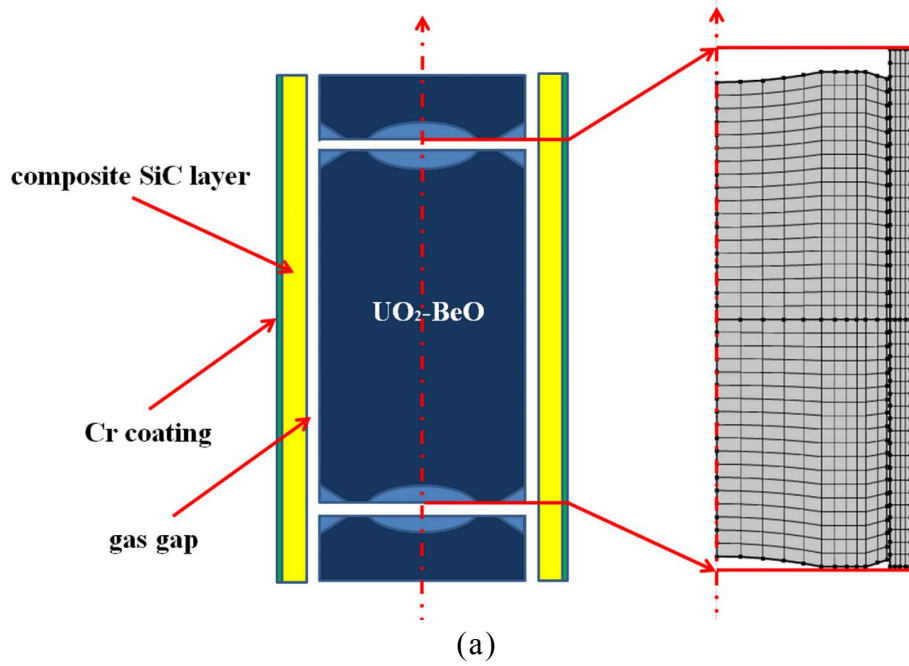 composite SiC layer
UO₂-BeO
Cr coating
gas gap
(a)